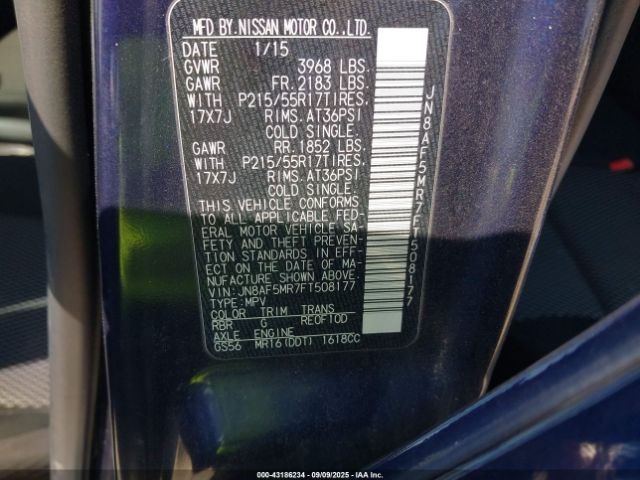 MFD BY.NISSAN MOTOR CO.,LTD.
DATE 1/15
GVWR 3968 LBS.
GAWR FR.2183 LBS.
WITH P215/55R17TIRES.
17X7J RIMS.AT36PSI
COLD SINGLE.
GAWR RR.1852 LBS.
WITH P215/55R17TIRES.
17X7J RIMS.AT36PSI
COLD SINGLE.
THIS VEHICLE CONFORMS
TO ALL APPLICABLE FED-
ERAL MOTOR VEHICLE SA-
FETY AND THEFT PREVEN-
TION STANDARDS IN EFF-
ECT ON THE DATE OF MA-
NUFACTURE SHOWN ABOVE.
VIN:JN8AF5MR7FT508177
TYPE:MPV
COLOR TRIM TRANS
RBR G RE0F10D
AXLE ENGINE
GS56 MR16(DDT) 1618CC
JN8AF5MR7FT508177
000-43186234 - 09/09/2025 - IAAI.COM